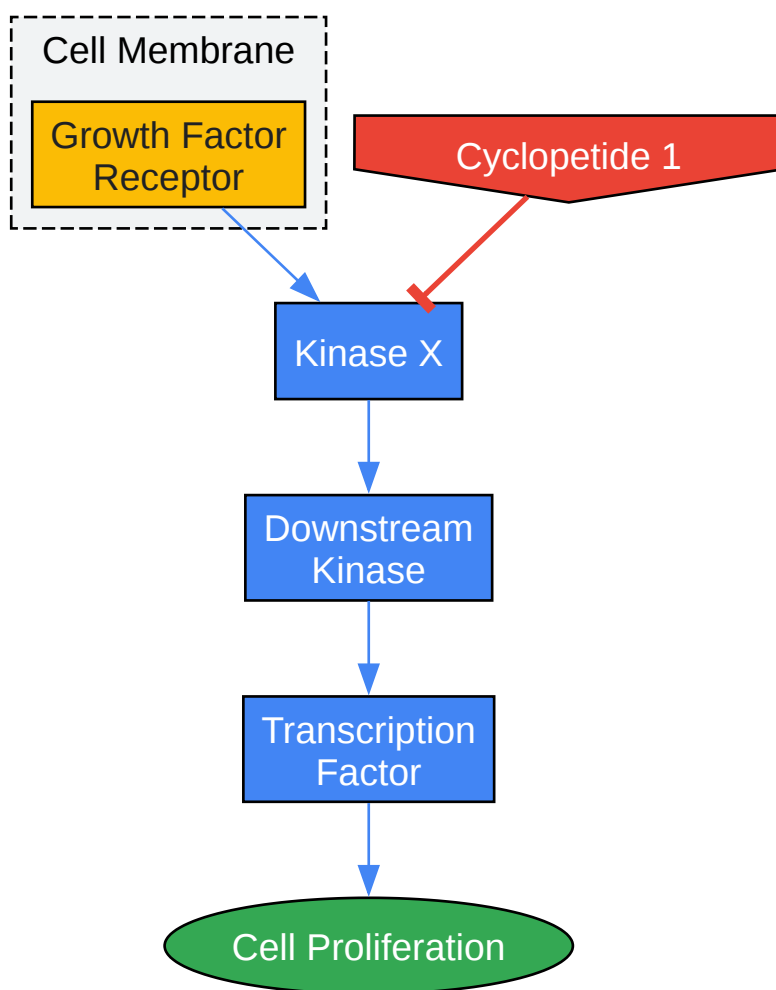 Cell Membrane
Growth Factor
Receptor
Cyclopetide 1
Kinase X
Downstream
Kinase
Transcription
Factor
Cell Proliferation